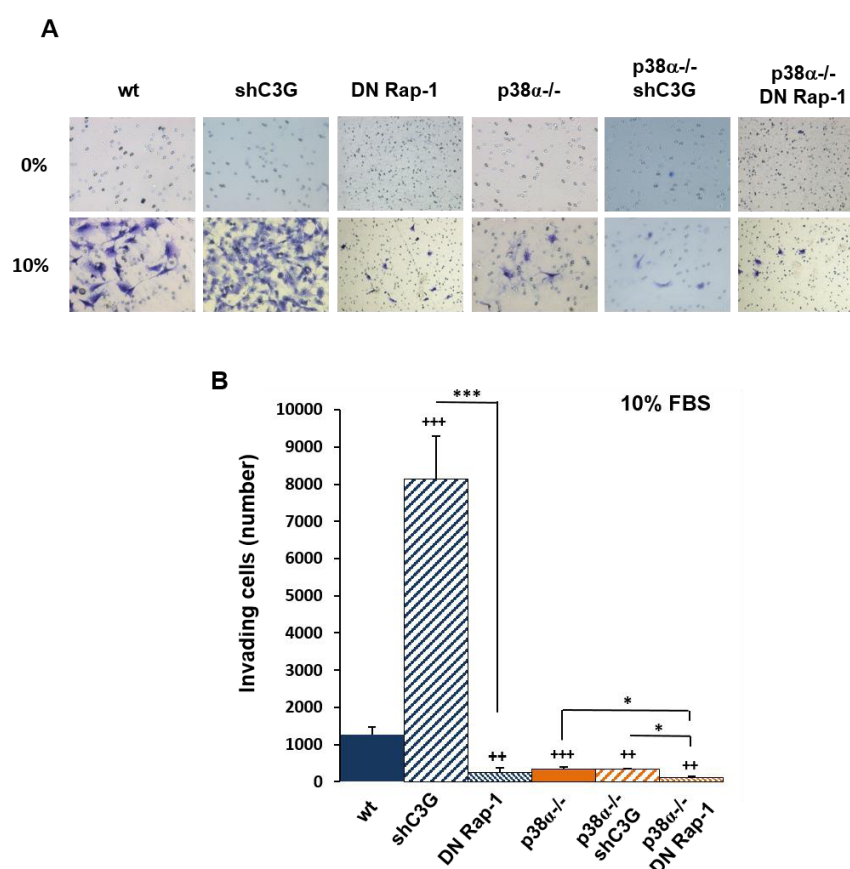 A
wt shC3G DN Rap-1 p38α-/- p38α-/- shC3G p38α-/- DN Rap-1
0%
10%
B
10% FBS
Invading cells (number)
10000
9000
8000
7000
6000
5000
4000
3000
2000
1000
0
+++
***
++
+++
++
++
*
*
wt
shC3G
DN Rap-1
p38α-/-
p38α-/-
shC3G
p38α-/-
DN Rap-1